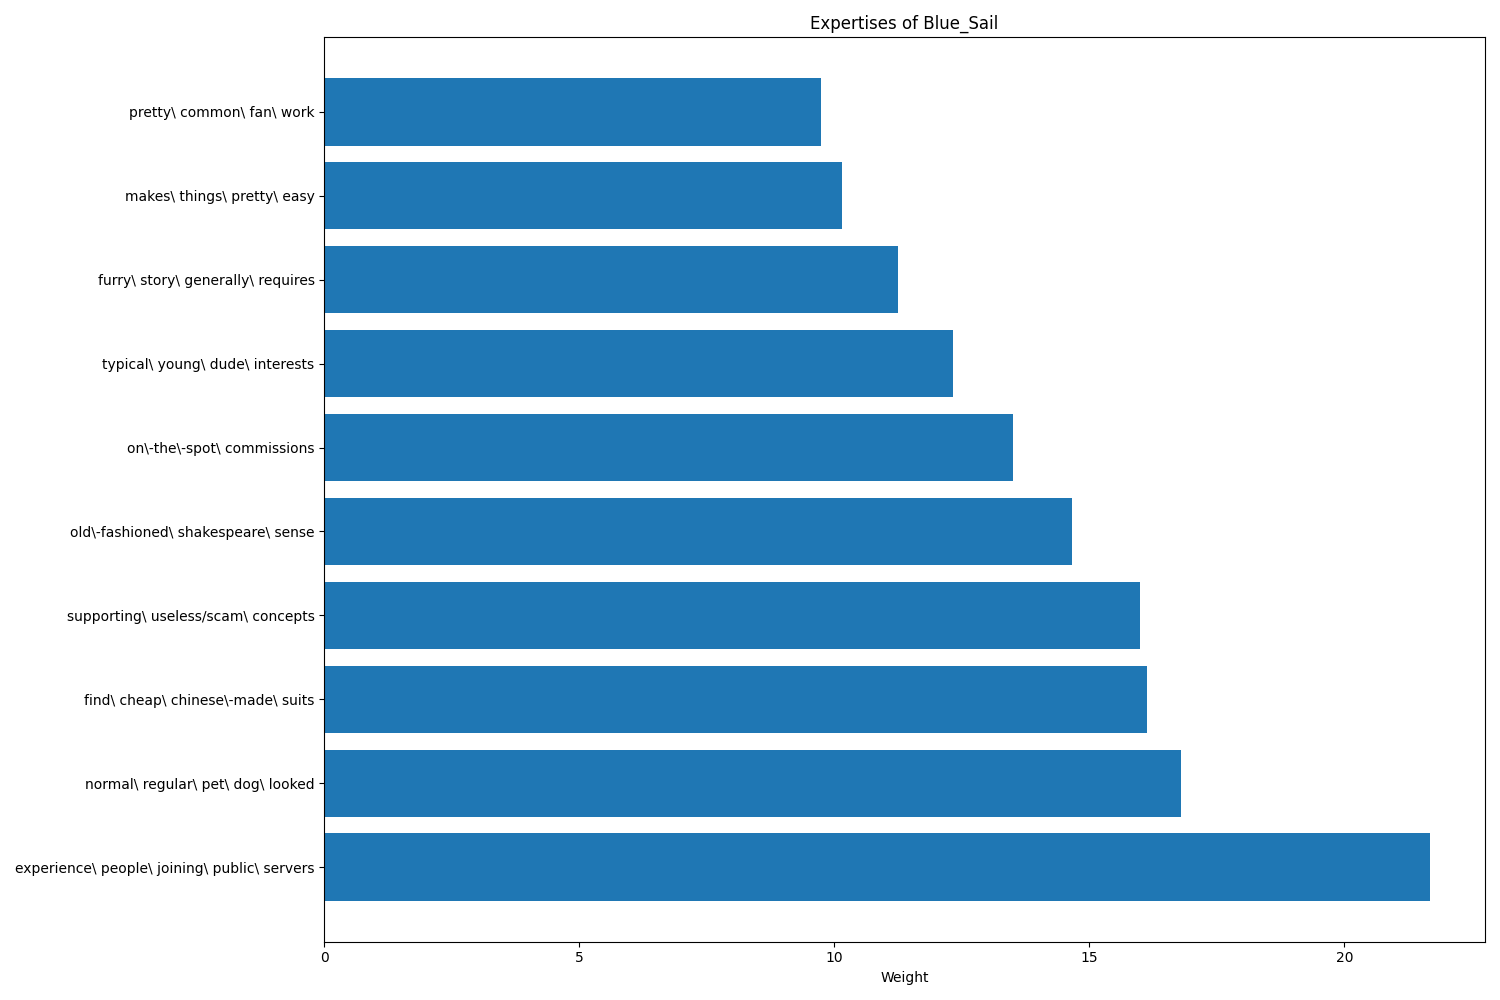 Expertises of Blue_Sail
pretty\ common\ fan\ work
makes\ things\ pretty\ easy
furry\ story\ generally\ requires
typical\ young\ dude\ interests
on\-the\-spot\ commissions
old\-fashioned\ shakespeare\ sense
supporting\ useless/scam\ concepts
find\ cheap\ chinese\-made\ suits
normal\ regular\ pet\ dog\ looked
experience\ people\ joining\ public\ servers
0 5 10 15 20
Weight